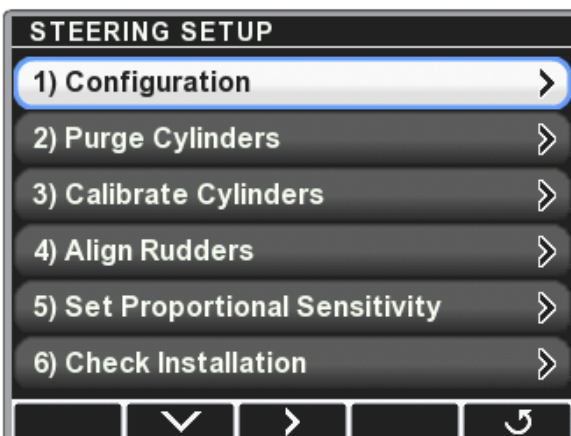 STEERING SETUP
1) Configuration
2) Purge Cylinders
3) Calibrate Cylinders
4) Align Rudders
5) Set Proportional Sensitivity
6) Check Installation